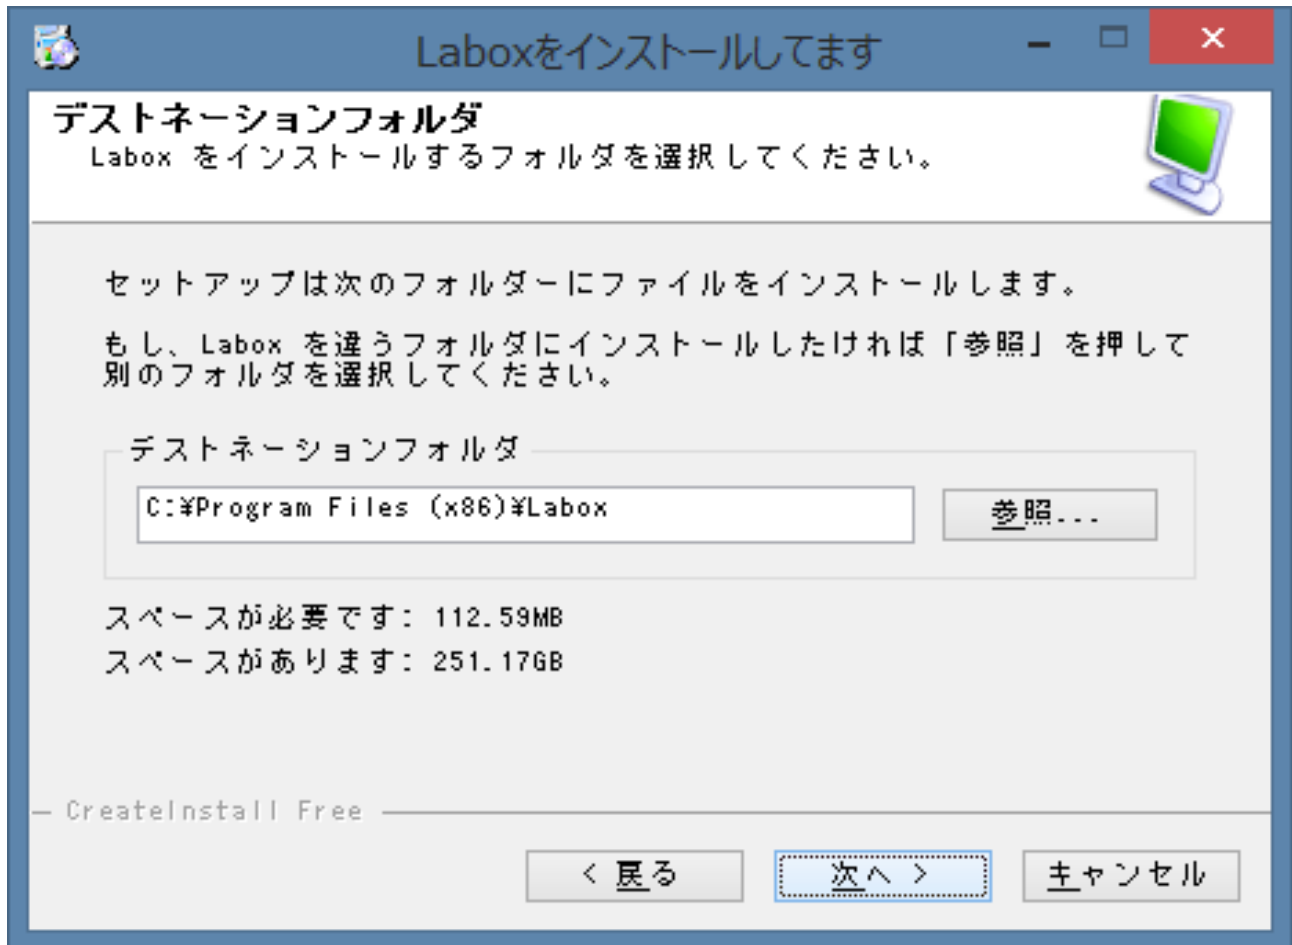 Laboxをインストールしてます
デストネーションフォルダ
Labox をインストールするフォルダを選択してください。
セットアップは次のフォルダーにファイルをインストールします。
もし、Labox を違うフォルダにインストールしたければ「参照」を押して
別のフォルダを選択してください。
デストネーションフォルダ
C:¥Program Files (x86)¥Labox
参照...
スペースが必要です: 112.59MB
スペースがあります: 251.17GB
CreateInstall Free
< 戻る
次へ >
キャンセル